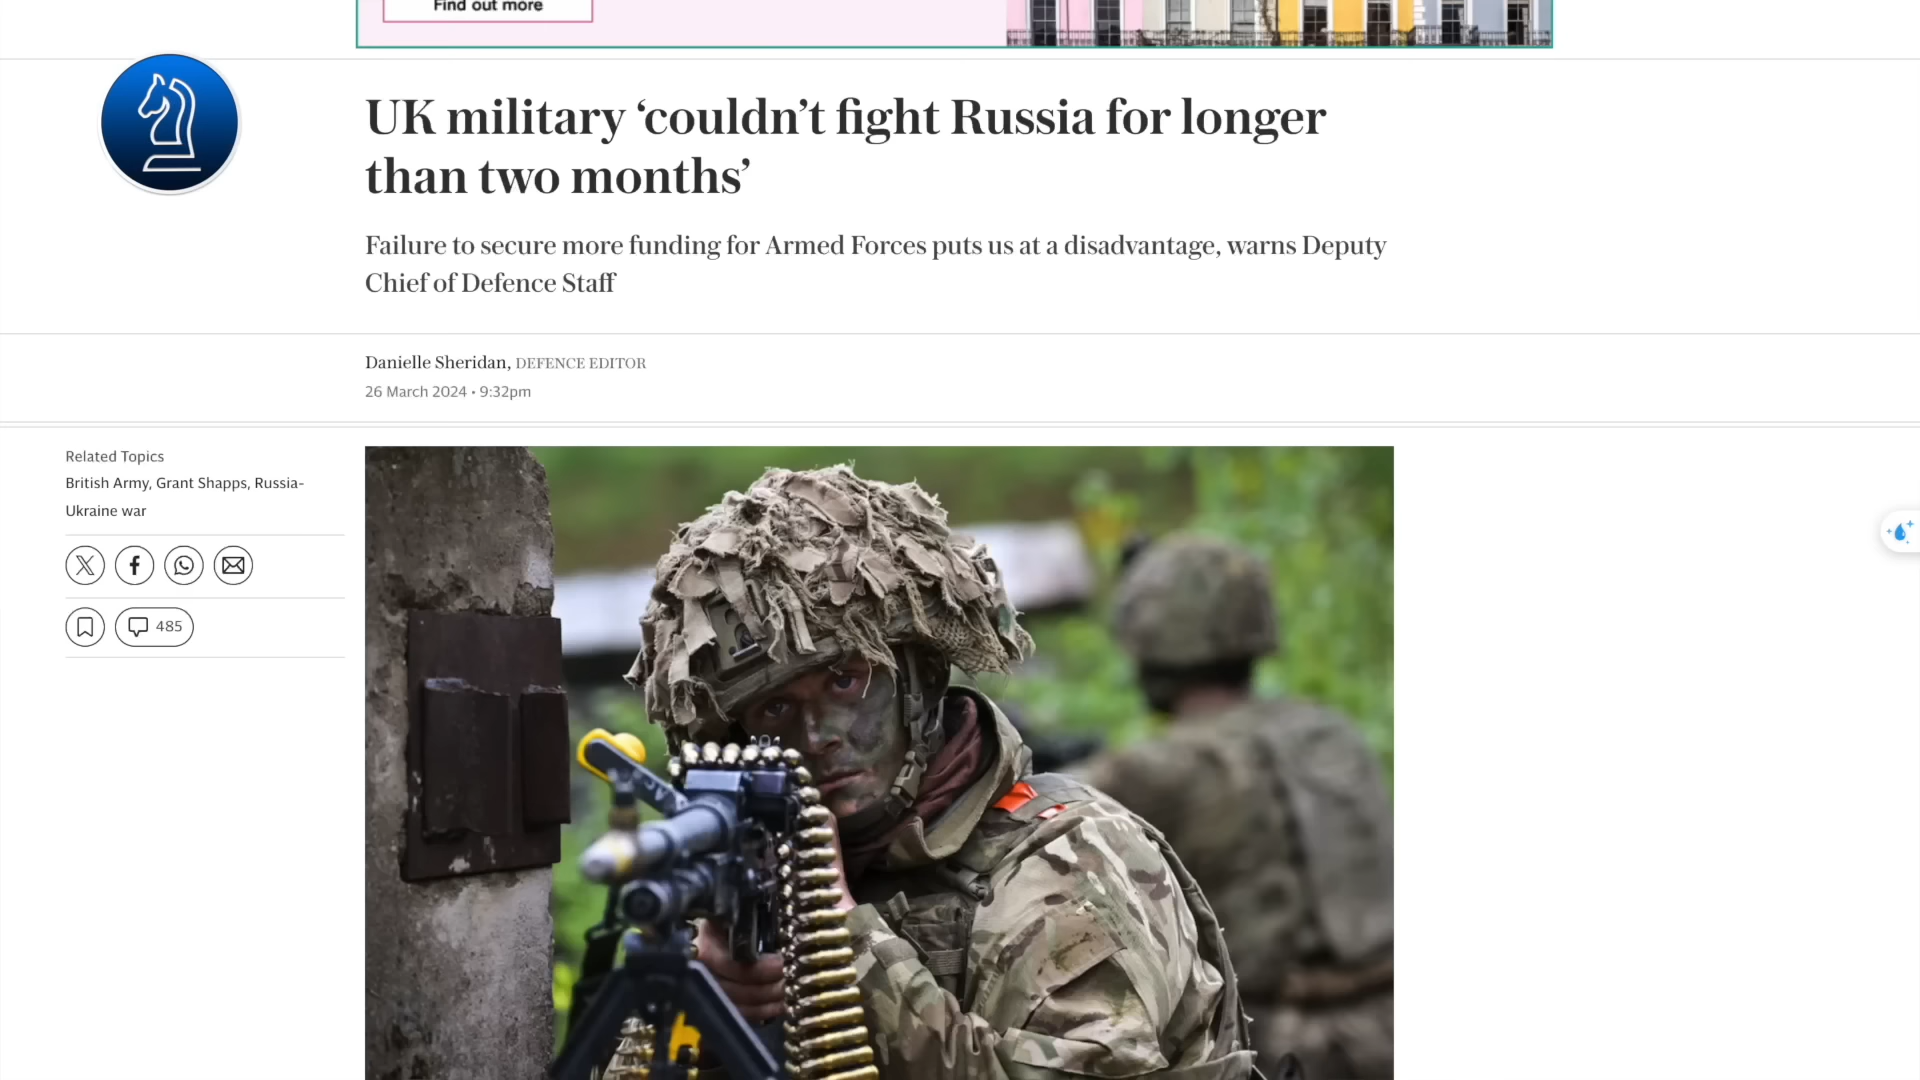 Find out more
UK military ‘couldn’t fight Russia for longer
than two months’
Failure to secure more funding for Armed Forces puts us at a disadvantage, warns Deputy
Chief of Defence Staff
Danielle Sheridan, DEFENCE EDITOR
26 March 2024 • 9:32pm
Related Topics
British Army, Grant Shapps, Russia-
Ukraine war
485